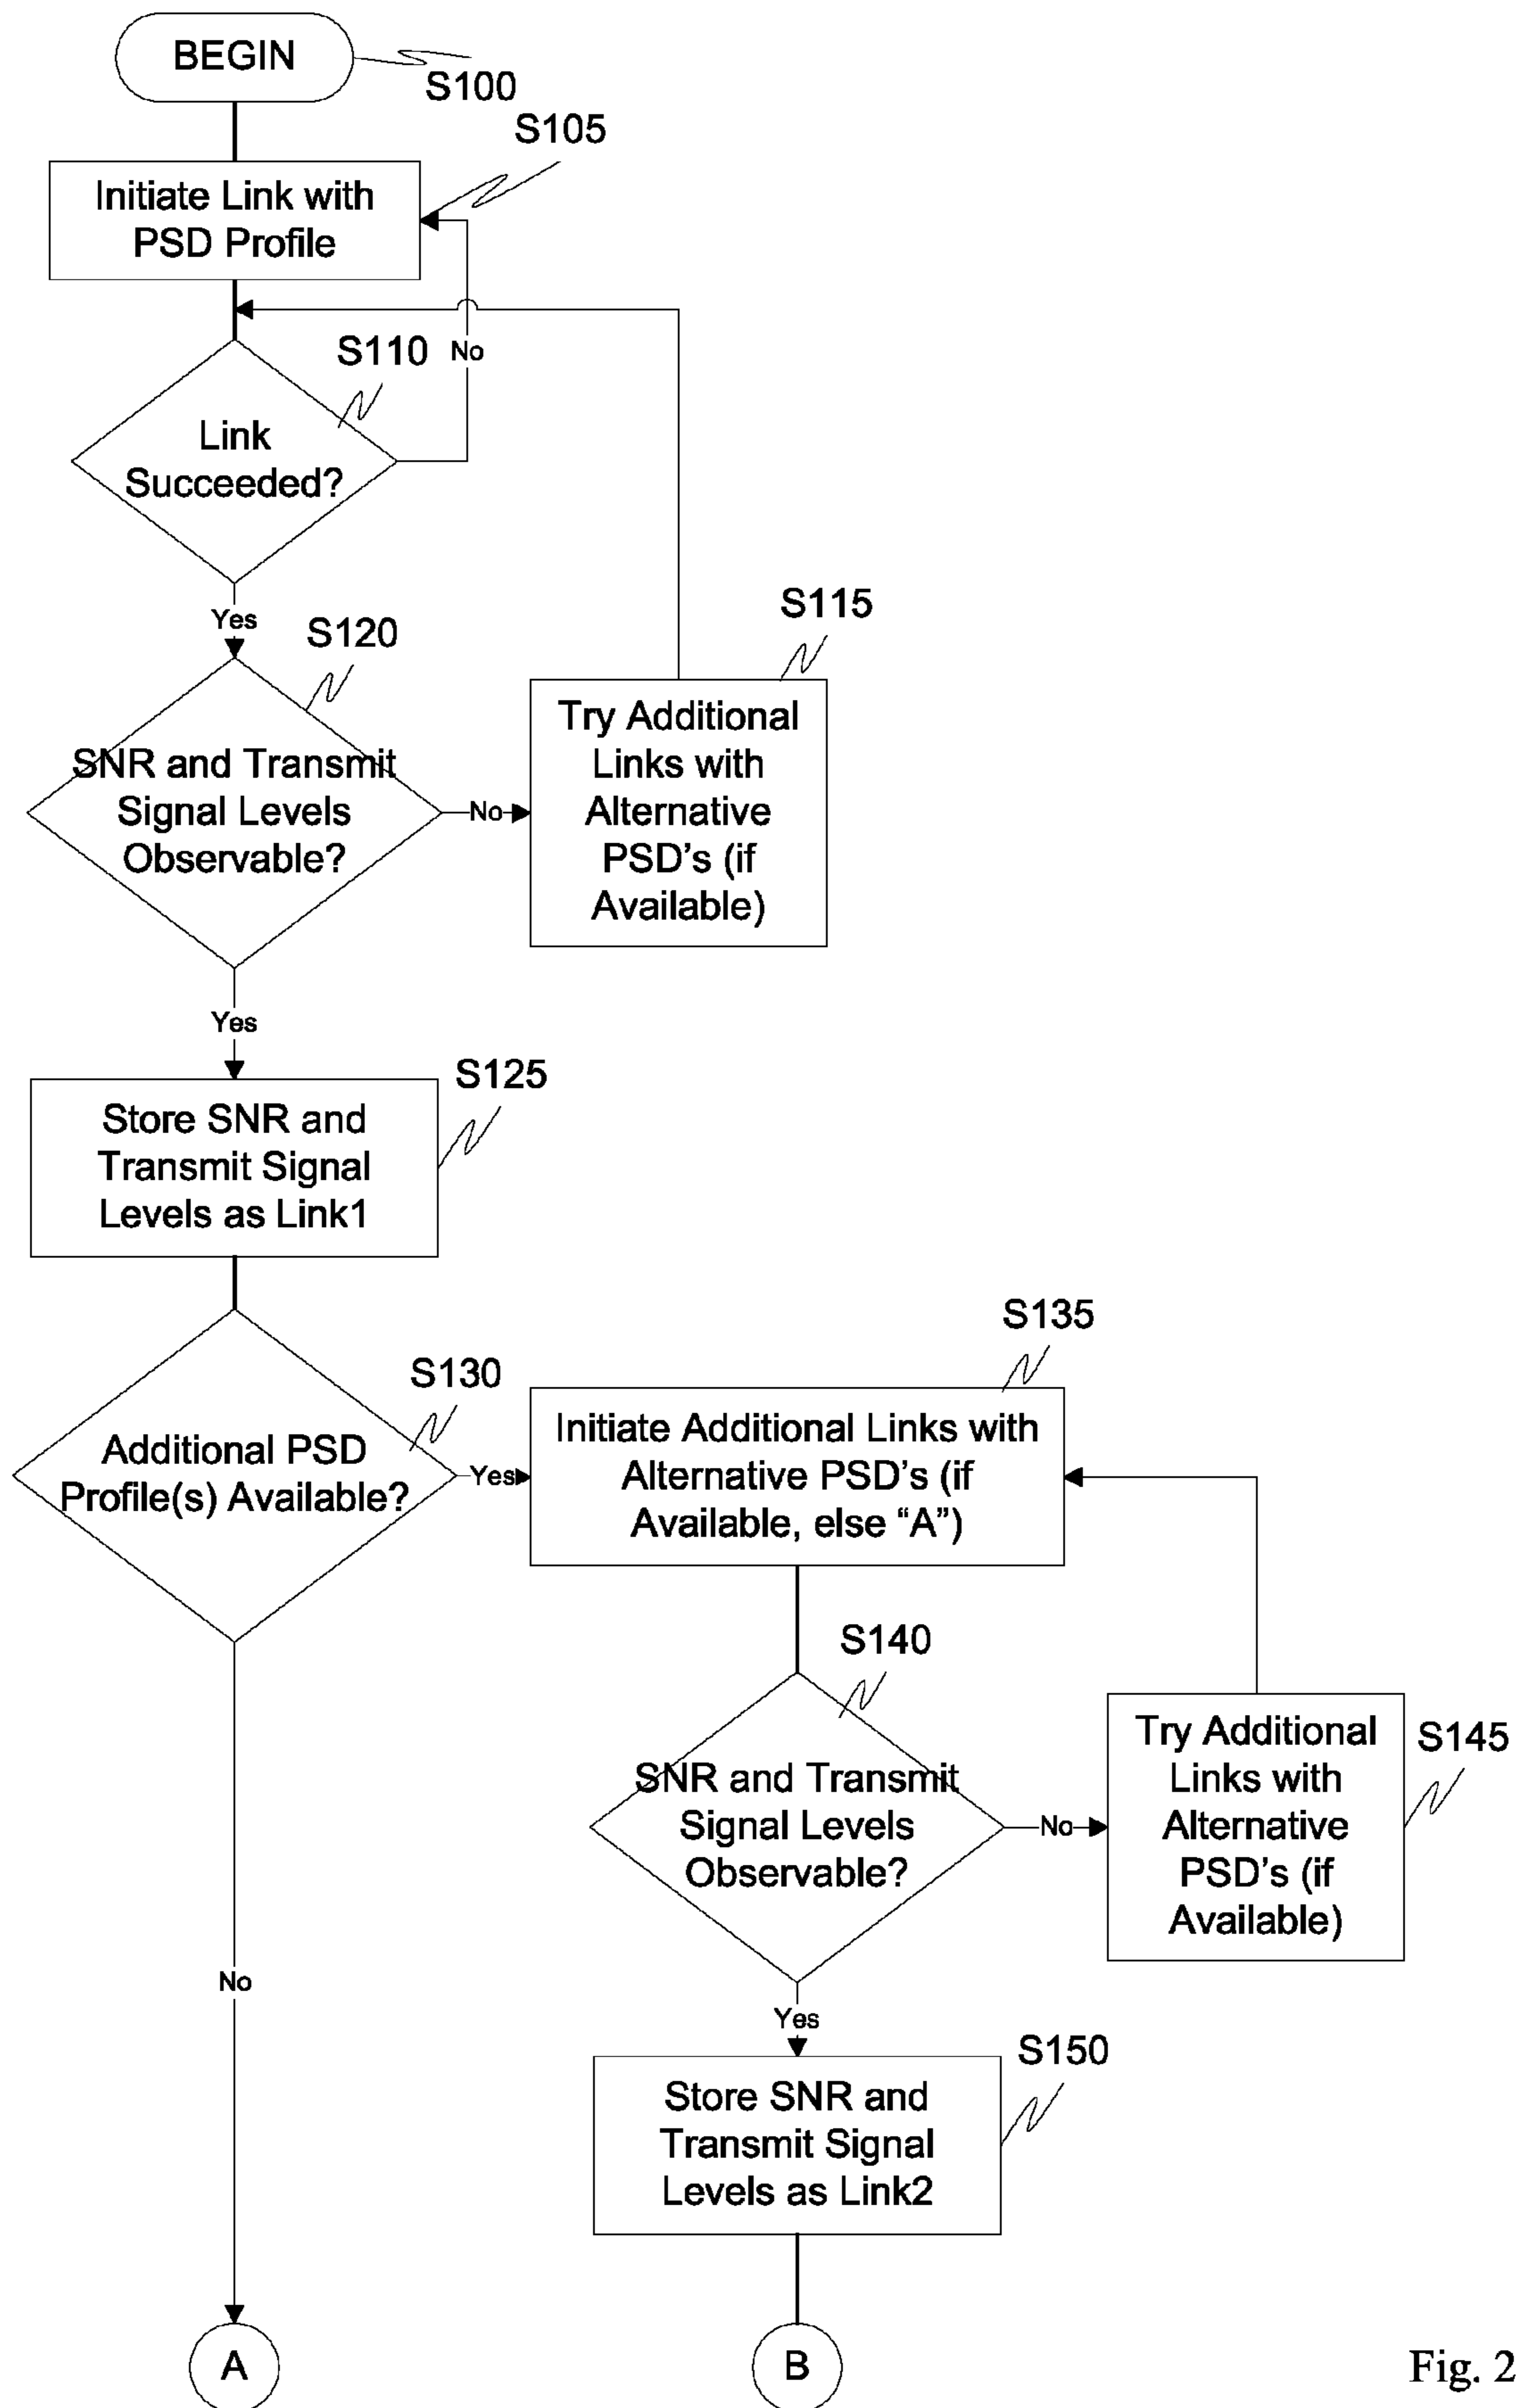 BEGIN
S100
S105
Initiate Link with
PSD Profile
S110
No
Link
Succeeded?
Yes
S120
S115
SNR and Transmit
Signal Levels
Observable?
No
Try Additional
Links with
Alternative
PSD's (if
Available)
Yes
S125
Store SNR and
Transmit Signal
Levels as Link1
S130
Additional PSD
Profile(s) Available?
Yes
S135
Initiate Additional Links with
Alternative PSD's (if
Available, else “A”)
S140
SNR and Transmit
Signal Levels
Observable?
No
S145
Try Additional
Links with
Alternative
PSD's (if
Available)
No
Yes
S150
Store SNR and
Transmit Signal
Levels as Link2
A
B
Fig. 2